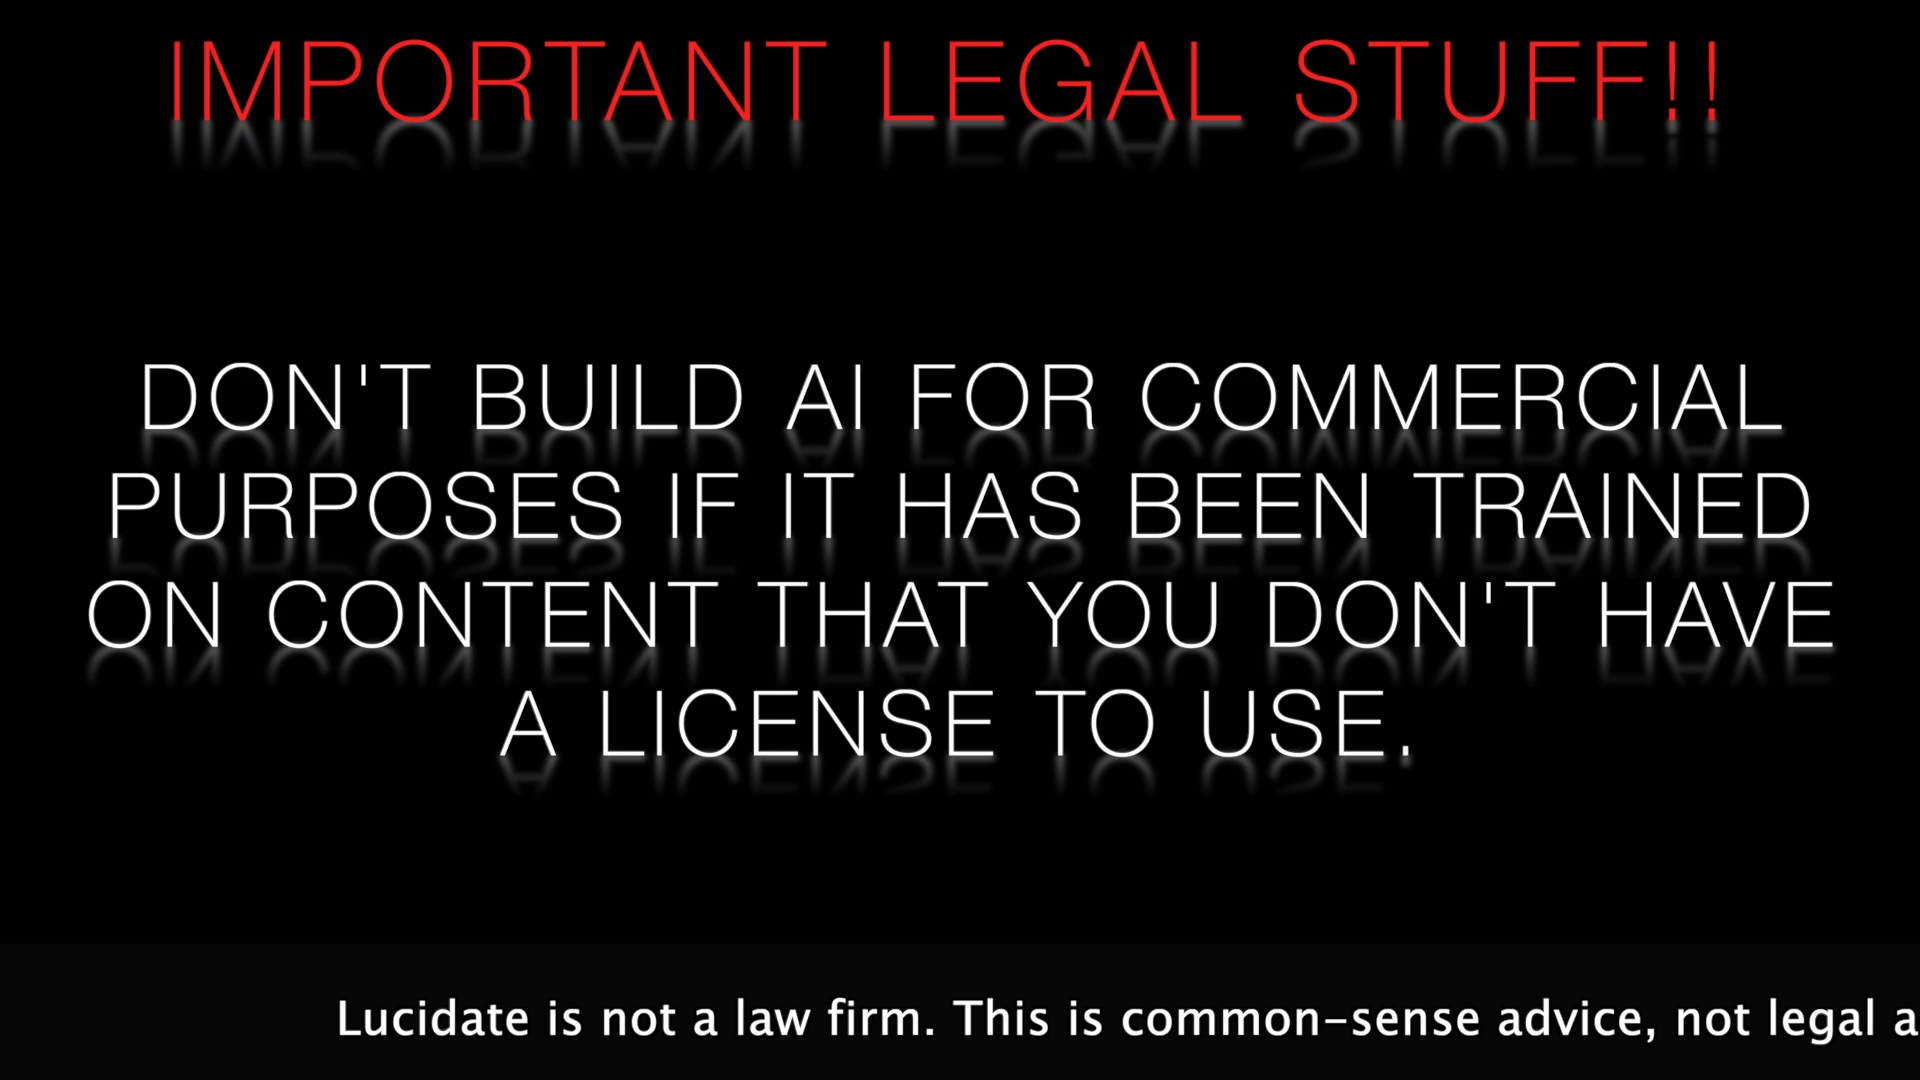 IMPORTANT LEGAL STUFF!!
DON'T BUILD AI FOR COMMERCIAL
PURPOSES IF IT HAS BEEN TRAINED
ON CONTENT THAT YOU DON'T HAVE
A LICENSE TO USE.
Lucidate is not a law firm. This is common-sense advice, not legal